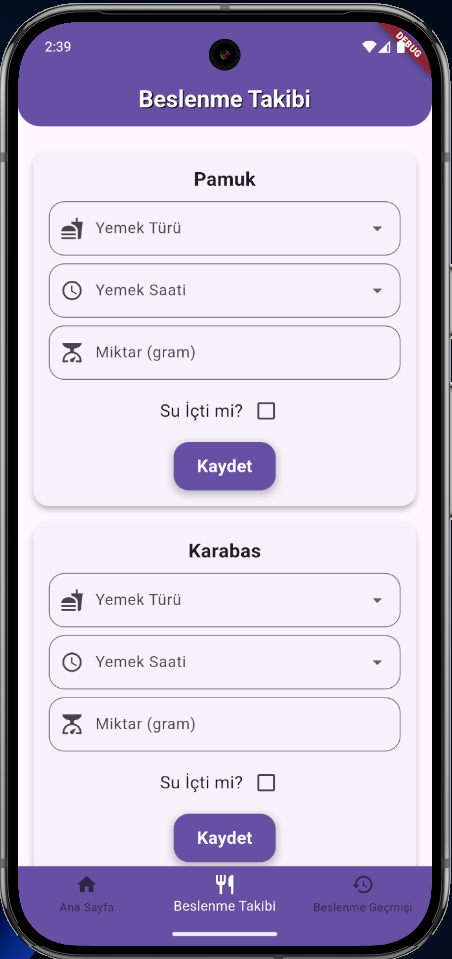 2:39
DEBUG
Beslenme Takibi
Pamuk
Yemek Türü
Yemek Saati
Miktar (gram)
Su İçti mi?
Kaydet
Karabas
Yemek Türü
Yemek Saati
Miktar (gram)
Su İçti mi?
Kaydet
Ana Sayfa
Beslenme Takibi
Beslenme Geçmişi